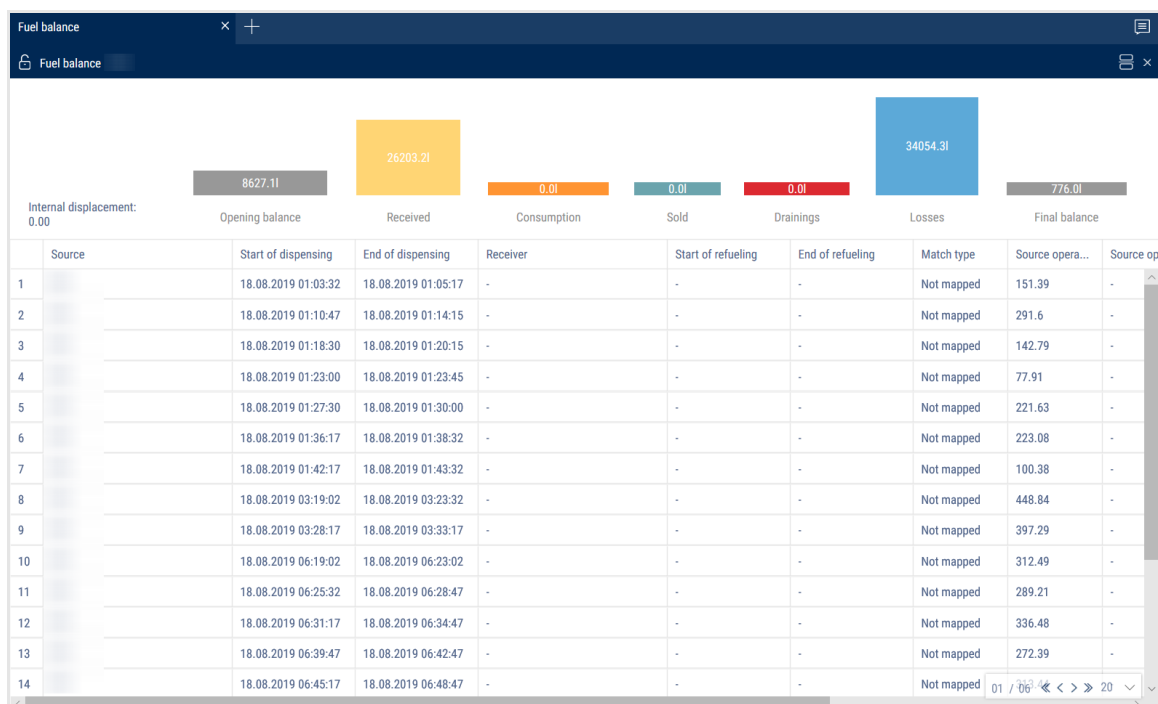 Fuel balance
Fuel balance
8627.1l
26203.2l
0.0l
0.0l
0.0l
34054.3l
776.0l
Internal displacement:
0.00
Opening balance Received Consumption Sold Drainings Losses Final balance
Source Start of dispensing End of dispensing Receiver Start of refueling End of refueling Match type Source opera... Source op
1 18.08.2019 01:03:32 18.08.2019 01:05:17 - - - Not mapped 151.39 -
2 18.08.2019 01:10:47 18.08.2019 01:14:15 - - - Not mapped 291.6 -
3 18.08.2019 01:18:30 18.08.2019 01:20:15 - - - Not mapped 142.79 -
4 18.08.2019 01:23:00 18.08.2019 01:23:45 - - - Not mapped 77.91 -
5 18.08.2019 01:27:30 18.08.2019 01:30:00 - - - Not mapped 221.63 -
6 18.08.2019 01:36:17 18.08.2019 01:38:32 - - - Not mapped 223.08 -
7 18.08.2019 01:42:17 18.08.2019 01:43:32 - - - Not mapped 100.38 -
8 18.08.2019 03:19:02 18.08.2019 03:23:32 - - - Not mapped 448.84 -
9 18.08.2019 03:28:17 18.08.2019 03:33:17 - - - Not mapped 397.29 -
10 18.08.2019 06:19:02 18.08.2019 06:23:02 - - - Not mapped 312.49 -
11 18.08.2019 06:25:32 18.08.2019 06:28:47 - - - Not mapped 289.21 -
12 18.08.2019 06:31:17 18.08.2019 06:34:47 - - - Not mapped 336.48 -
13 18.08.2019 06:39:47 18.08.2019 06:42:47 - - - Not mapped 272.39 -
14 18.08.2019 06:45:17 18.08.2019 06:48:47 - - - Not mapped
01 / 06 20